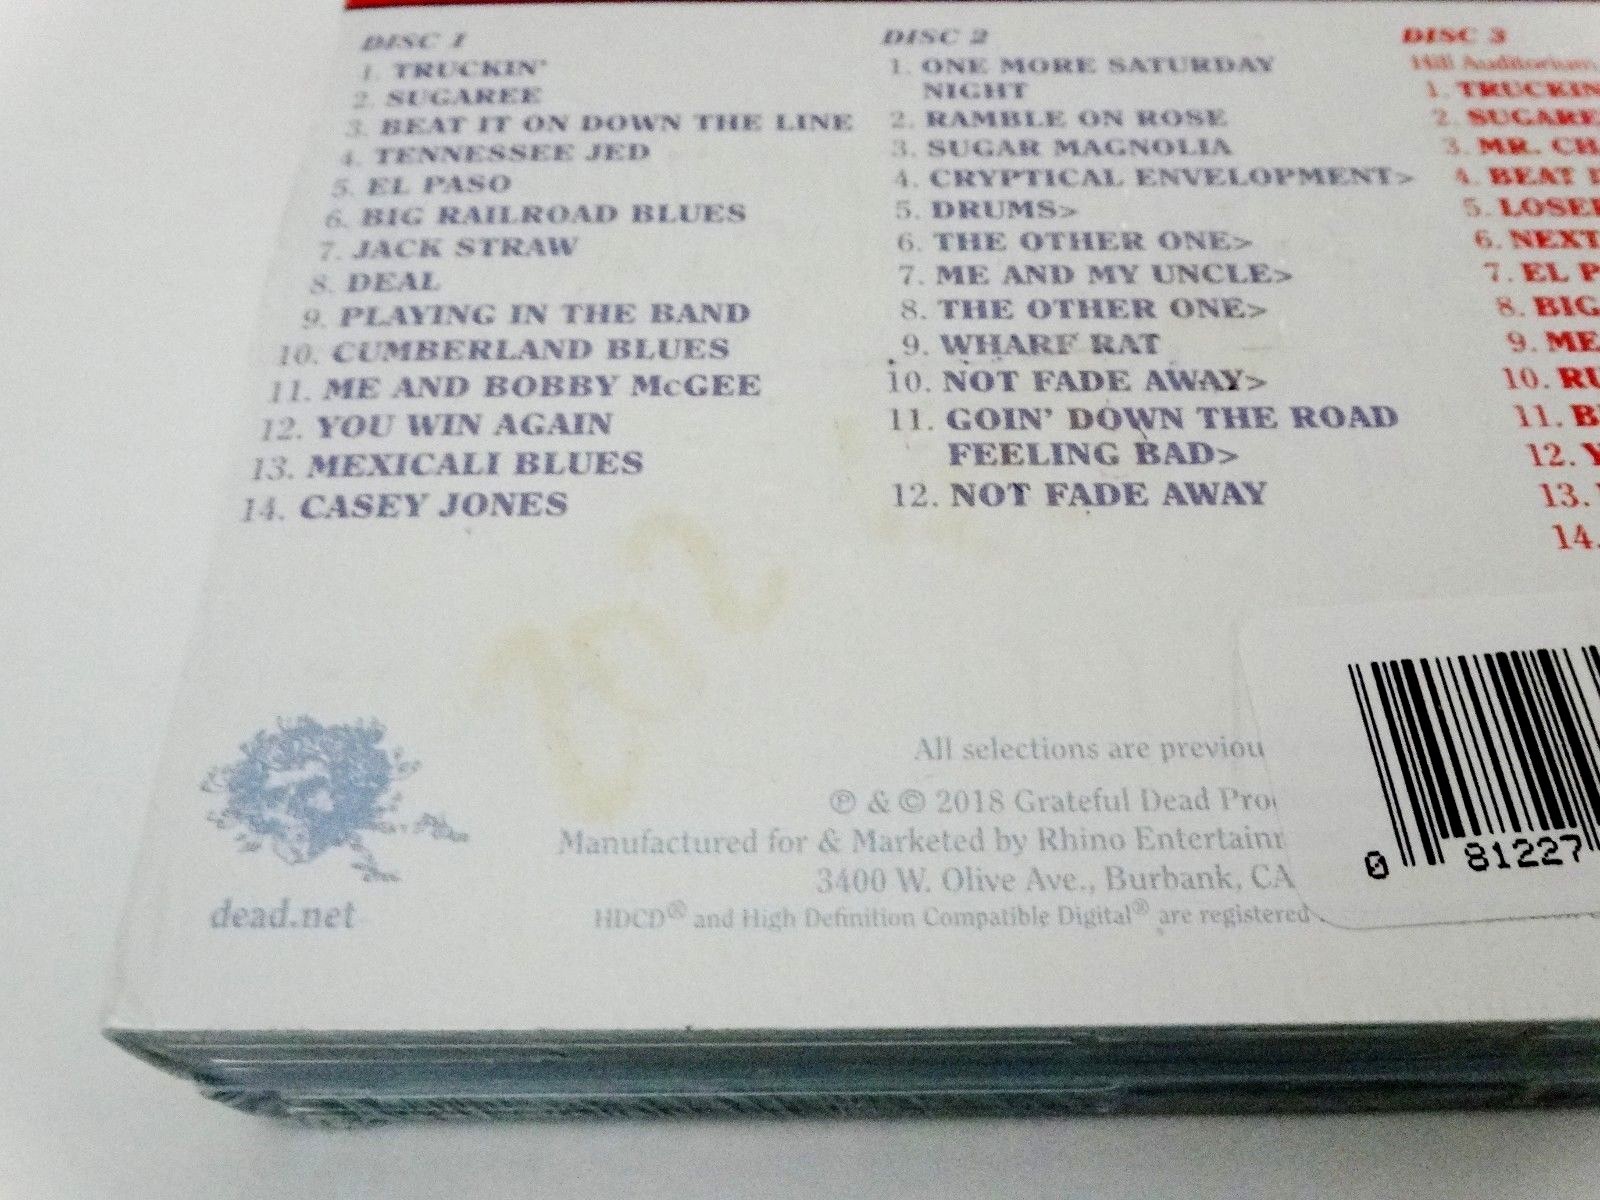 DISC 1
1. TRUCKIN'
2. SUGAREE
3. BEAT IT ON DOWN THE LINE
4. TENNESSEE JED
5. EL PASO
6. BIG RAILROAD BLUES
7. JACK STRAW
8. DEAL
9. PLAYING IN THE BAND
10. CUMBERLAND BLUES
11. ME AND BOBBY McGEE
12. YOU WIN AGAIN
13. MEXICALI BLUES
14. CASEY JONES
DISC 2
1. ONE MORE SATURDAY
NIGHT
2. RAMBLE ON ROSE
3. SUGAR MAGNOLIA
4. CRYPTICAL ENVELOPMENT>
5. DRUMS>
6. THE OTHER ONE>
7. ME AND MY UNCLE>
8. THE OTHER ONE>
9. WHARF RAT
10. NOT FADE AWAY>
11. GOIN' DOWN THE ROAD
FEELING BAD>
12. NOT FADE AWAY
DISC 3
Hill Auditorium,
1. TRUCKIN
2. SUGARE
3. MR. CH
4. BEAT I
5. LOSE
6. NEXT
7. EL P
8. BIG
9. ME
10. RU
11. B
12. Y
13.
14.
All selections are previou
℗ & © 2018 Grateful Dead Pro
Manufactured for & Marketed by Rhino Entertain
3400 W. Olive Ave., Burbank, CA
HDCD® and High Definition Compatible Digital® are registered
dead.net
0 81227